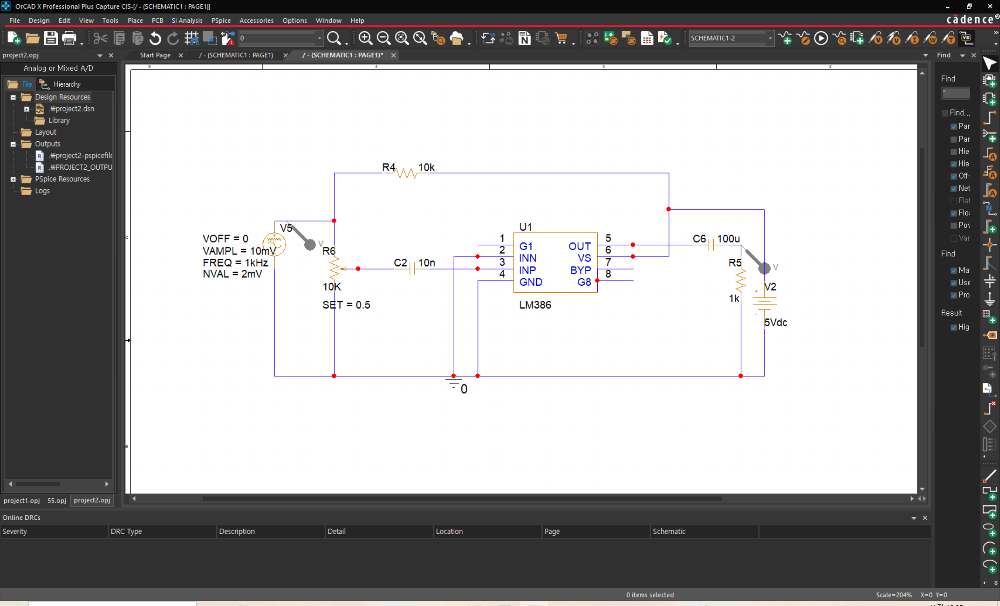 OrCAD X Professional Plus Capture CIS-[/ - (SCHEMATIC1 : PAGE1)]
File Design Edit View Tools Place PCB SI Analysis PSpice Accessories Options Window Help
cādence®
0
SCHEMATIC1-2
project2.opj
Start Page
/ - (SCHEMATIC1 : PAGE1)
/ - (SCHEMATIC1 : PAGE1)*
Find
Analog or Mixed A/D
File
Hierarchy
Design Resources
.₩project2.dsn
Library
Layout
Outputs
.₩project2-pspicefile
.₩PROJECT2_OUTPU
PSpice Resources
Logs
5 4 3 2
C
B
R4 10k
V5
VOFF = 0
VAMPL = 10mV
FREQ = 1kHz
NVAL = 2mV
V
R6
10K
SET = 0.5
C2 10n
U1
1 G1 OUT 5
2 INN VS 6
3 INP BYP 7
4 GND G8 8
LM386
C6 100u
R5
1k
V
V2
5Vdc
0
Find
*
Find...
Par
Par
Hie
Hie
Off-
Net
Flat
Floa
Pov
Var
Find
Mat
Use
Pro
Result
Hig
project1.opj 55.opj project2.opj
Online DRCs
Severity DRC Type Description Detail Location Page Schematic
0 items selected
Scale=204% X=0 Y=0